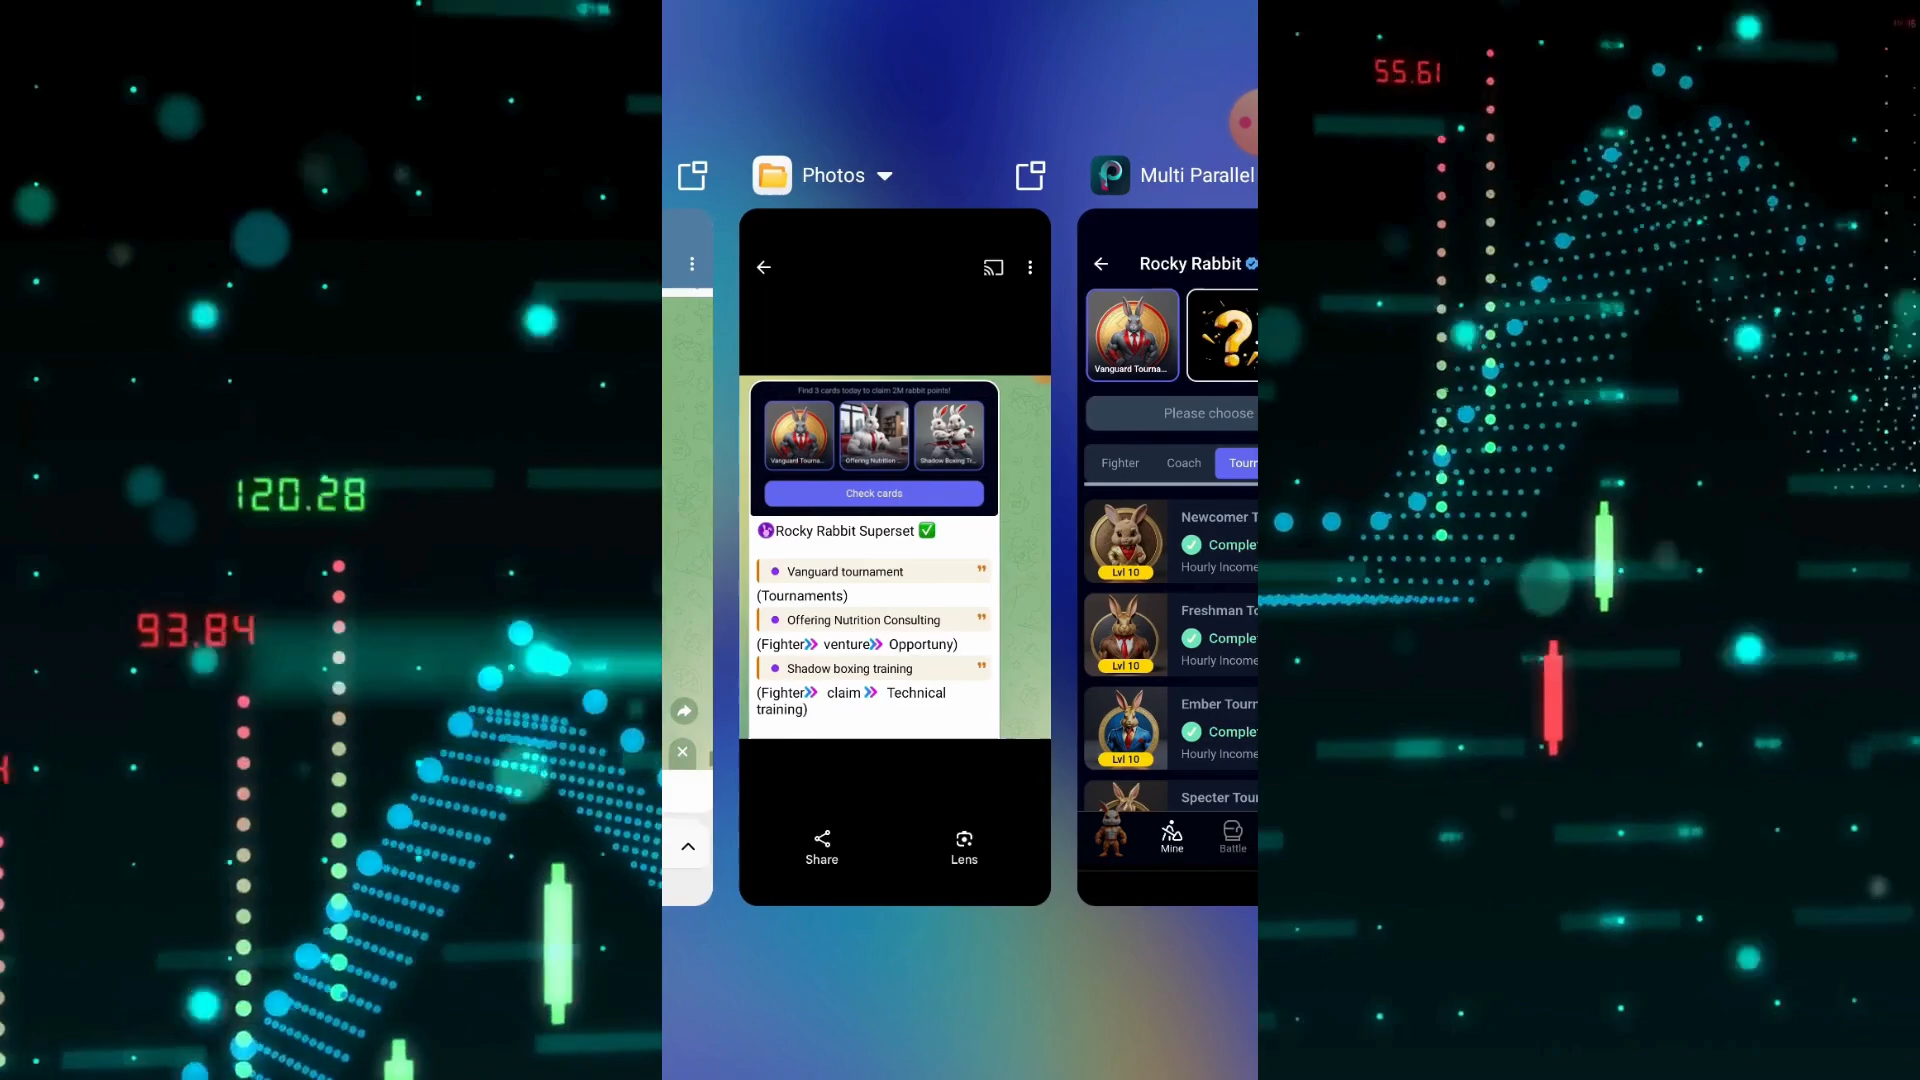 55.61
120.28
93.84
Photos
Multi Parallel
Find 3 cards today to claim 2M rabbit points!
Vanguard Tourna...
Offering Nutrition ...
Shadow Boxing Tr...
Check cards
Rocky Rabbit Superset
Vanguard tournament
(Tournaments)
Offering Nutrition Consulting
(Fighter venture Opportuny)
Shadow boxing training
(Fighter claim Technical
training)
Share
Lens
Rocky Rabbit
Vanguard Tourna...
Please choose
Fighter
Coach
Tourn
Newcomer T
Comple
Hourly Income
Lvl 10
Freshman To
Comple
Hourly Income
Lvl 10
Ember Tourn
Comple
Hourly Income
Lvl 10
Specter Tour
Mine
Battle